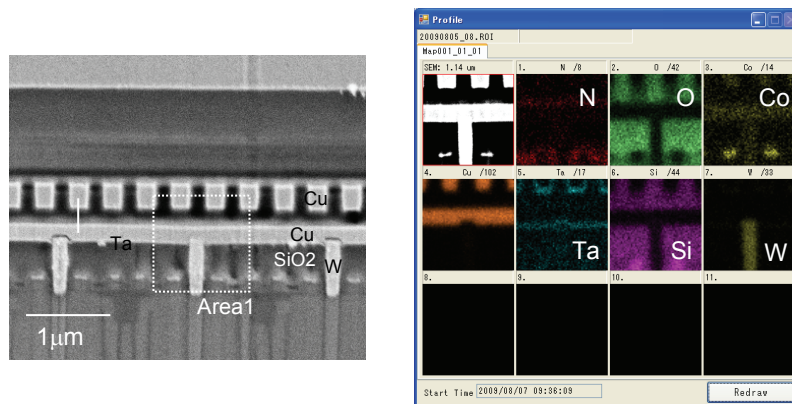 Cu
Cu
Ta
SiO2
W
Area1
1μm
Profile
20090805_08.ROI
Map001_01_01
SEM: 1.14 um
1. N /8
2. O /42
3. Co /14
N
O
Co
4. Cu /102
5. Ta /17
6. Si /44
7. W /33
Ta
Si
W
8.
9.
10.
11.
Start Time 2009/08/07 09:36:09
Redraw